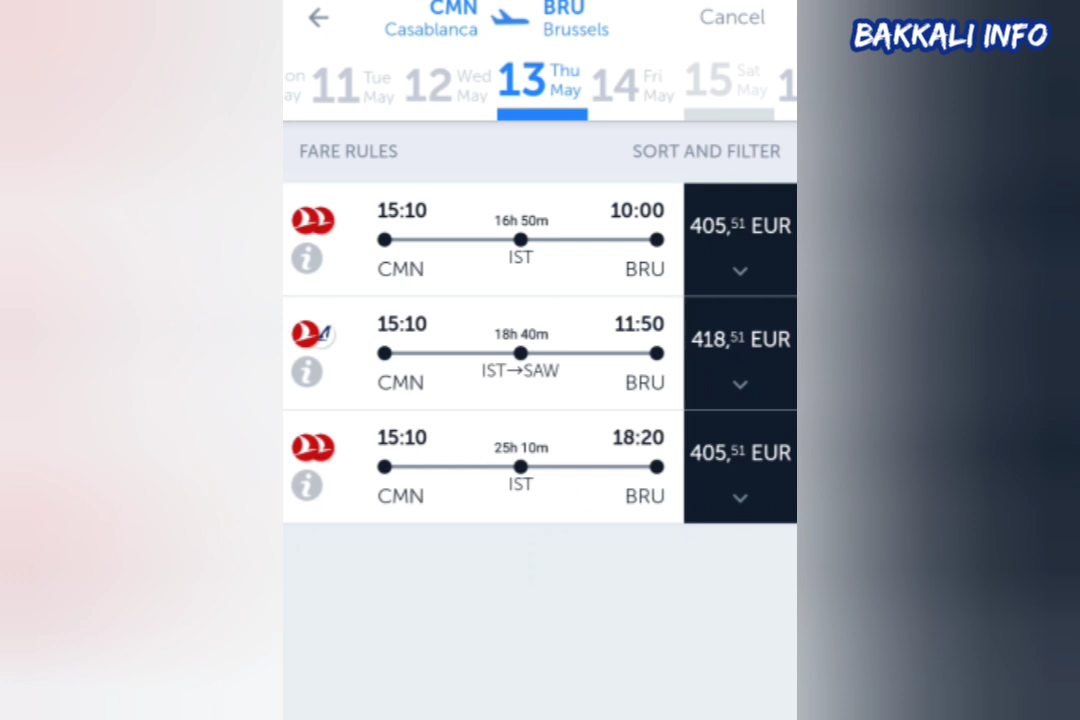 BAKKALI INFO
CMN BRU Cancel
Casablanca Brussels
on ay 11 Tue May 12 Wed May 13 Thu May 14 Fri May 15 Sat May 1
FARE RULES SORT AND FILTER
15:10 16h 50m 10:00 405,51 EUR
CMN IST BRU
15:10 18h 40m 11:50 418,51 EUR
CMN IST→SAW BRU
15:10 25h 10m 18:20 405,51 EUR
CMN IST BRU